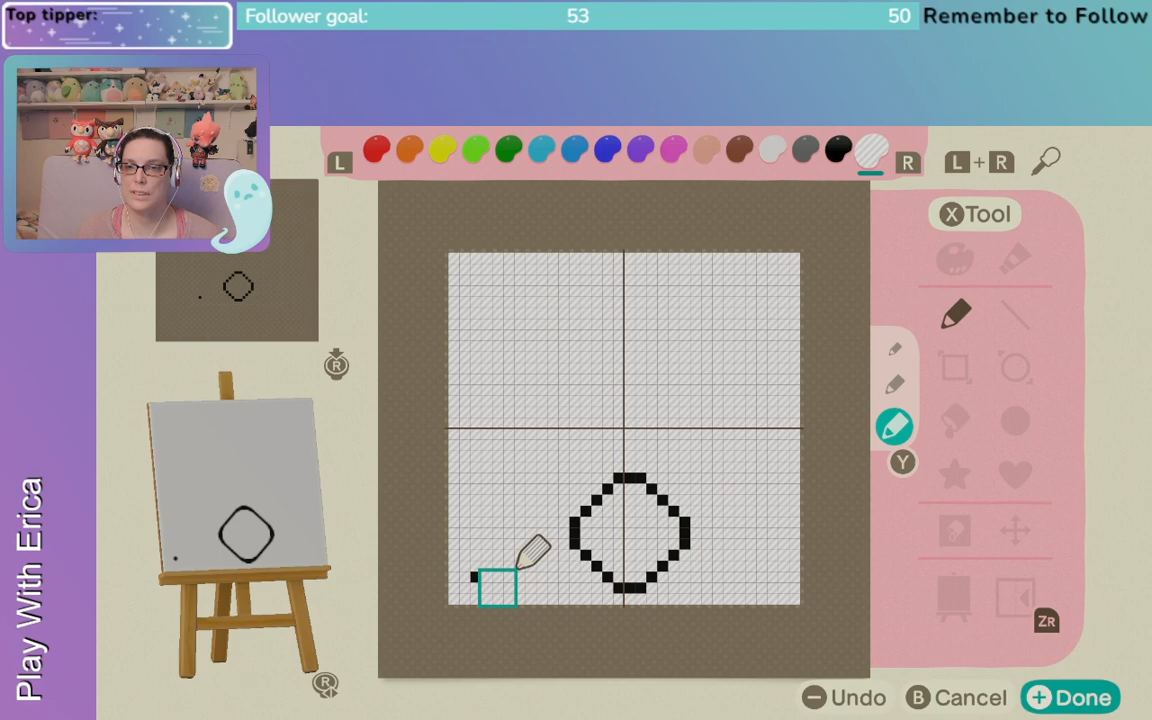 Top tipper:
Follower goal: 53 50
Remember to Follow
L
R
L + R
X Tool
R
Y
ZR
R
Play With Erica
− Undo
B Cancel
+ Done